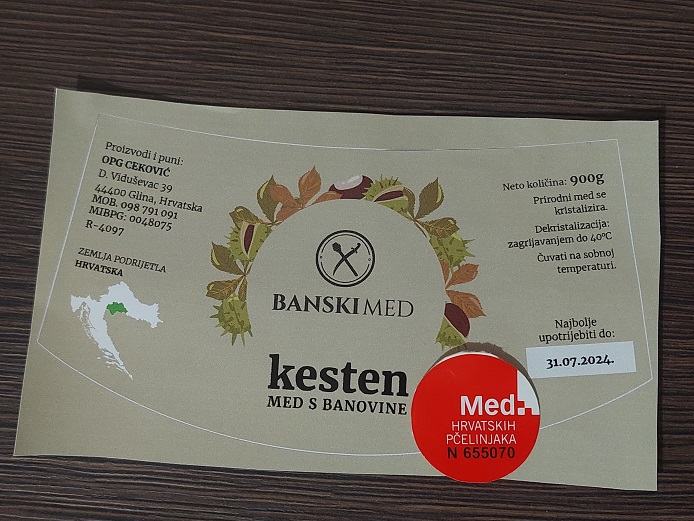 Proizvodi i puni:
OPG CEKOVIĆ
D. Viduševac 39
44400 Glina, Hrvatska
MOB. 098 791 091
MIBPG: 0048075
R-4097
ZEMLJA PODRIJETLA
HRVATSKA
BANSKI MED
kesten
MED S BANOVINE
Neto količina: 900g
Prirodni med se
kristalizira.
Dekristalizacija:
zagrijavanjem do 40ºC
Čuvati na sobnoj
temperaturi.
Najbolje
upotrijebiti do:
31.07.2024.
Med
HRVATSKIH
PČELINJAKA
N 655070